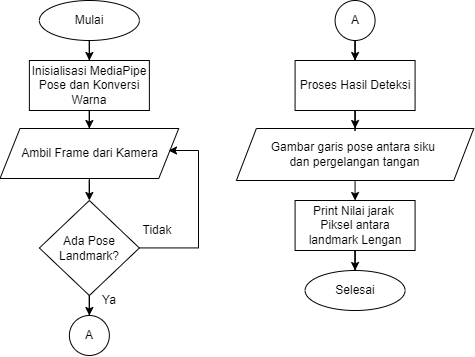 Mulai
Inisialisasi MediaPipe
Pose dan Konversi
Warna
Ambil Frame dari Kamera
Ada Pose
Landmark?
Tidak
Ya
A
A
Proses Hasil Deteksi
Gambar garis pose antara siku
dan pergelangan tangan
Print Nilai jarak
Piksel antara
landmark Lengan
Selesai